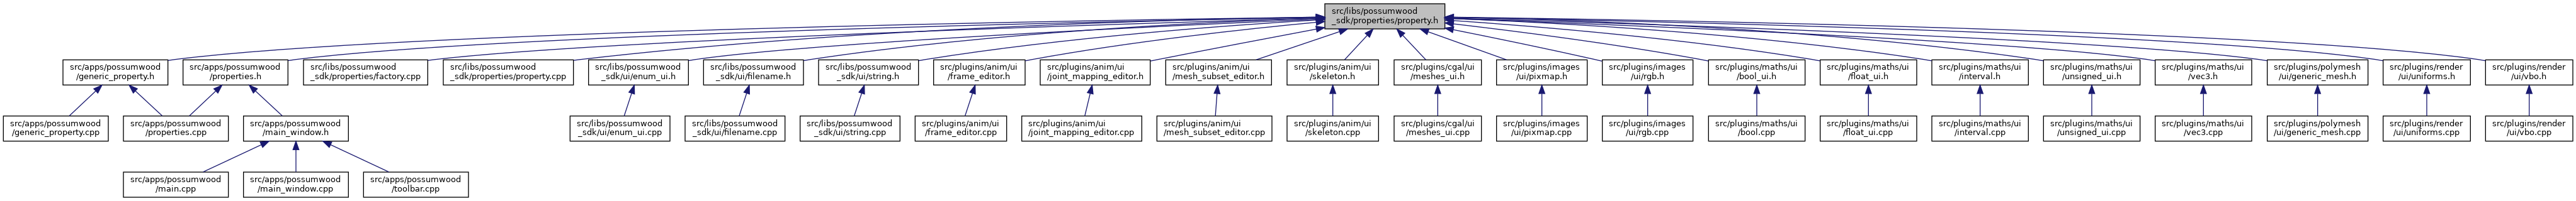 src/libs/possumwood
_sdk/properties/property.h
src/apps/possumwood
/generic_property.h
src/apps/possumwood
/properties.h
src/libs/possumwood
_sdk/properties/factory.cpp
src/libs/possumwood
_sdk/properties/property.cpp
src/libs/possumwood
_sdk/ui/enum_ui.h
src/libs/possumwood
_sdk/ui/filename.h
src/libs/possumwood
_sdk/ui/string.h
src/plugins/anim/ui
/frame_editor.h
src/plugins/anim/ui
/joint_mapping_editor.h
src/plugins/anim/ui
/mesh_subset_editor.h
src/plugins/anim/ui
/skeleton.h
src/plugins/cgal/ui
/meshes_ui.h
src/plugins/images
/ui/pixmap.h
src/plugins/images
/ui/rgb.h
src/plugins/maths/ui
/bool_ui.h
src/plugins/maths/ui
/float_ui.h
src/plugins/maths/ui
/interval.h
src/plugins/maths/ui
/unsigned_ui.h
src/plugins/maths/ui
/vec3.h
src/plugins/polymesh
/ui/generic_mesh.h
src/plugins/render
/ui/uniforms.h
src/plugins/render
/ui/vbo.h
src/apps/possumwood
/generic_property.cpp
src/apps/possumwood
/properties.cpp
src/apps/possumwood
/main_window.h
src/libs/possumwood
_sdk/ui/enum_ui.cpp
src/libs/possumwood
_sdk/ui/filename.cpp
src/libs/possumwood
_sdk/ui/string.cpp
src/plugins/anim/ui
/frame_editor.cpp
src/plugins/anim/ui
/joint_mapping_editor.cpp
src/plugins/anim/ui
/mesh_subset_editor.cpp
src/plugins/anim/ui
/skeleton.cpp
src/plugins/cgal/ui
/meshes_ui.cpp
src/plugins/images
/ui/pixmap.cpp
src/plugins/images
/ui/rgb.cpp
src/plugins/maths/ui
/bool.cpp
src/plugins/maths/ui
/float_ui.cpp
src/plugins/maths/ui
/interval.cpp
src/plugins/maths/ui
/unsigned_ui.cpp
src/plugins/maths/ui
/vec3.cpp
src/plugins/polymesh
/ui/generic_mesh.cpp
src/plugins/render
/ui/uniforms.cpp
src/plugins/render
/ui/vbo.cpp
src/apps/possumwood
/main.cpp
src/apps/possumwood
/main_window.cpp
src/apps/possumwood
/toolbar.cpp